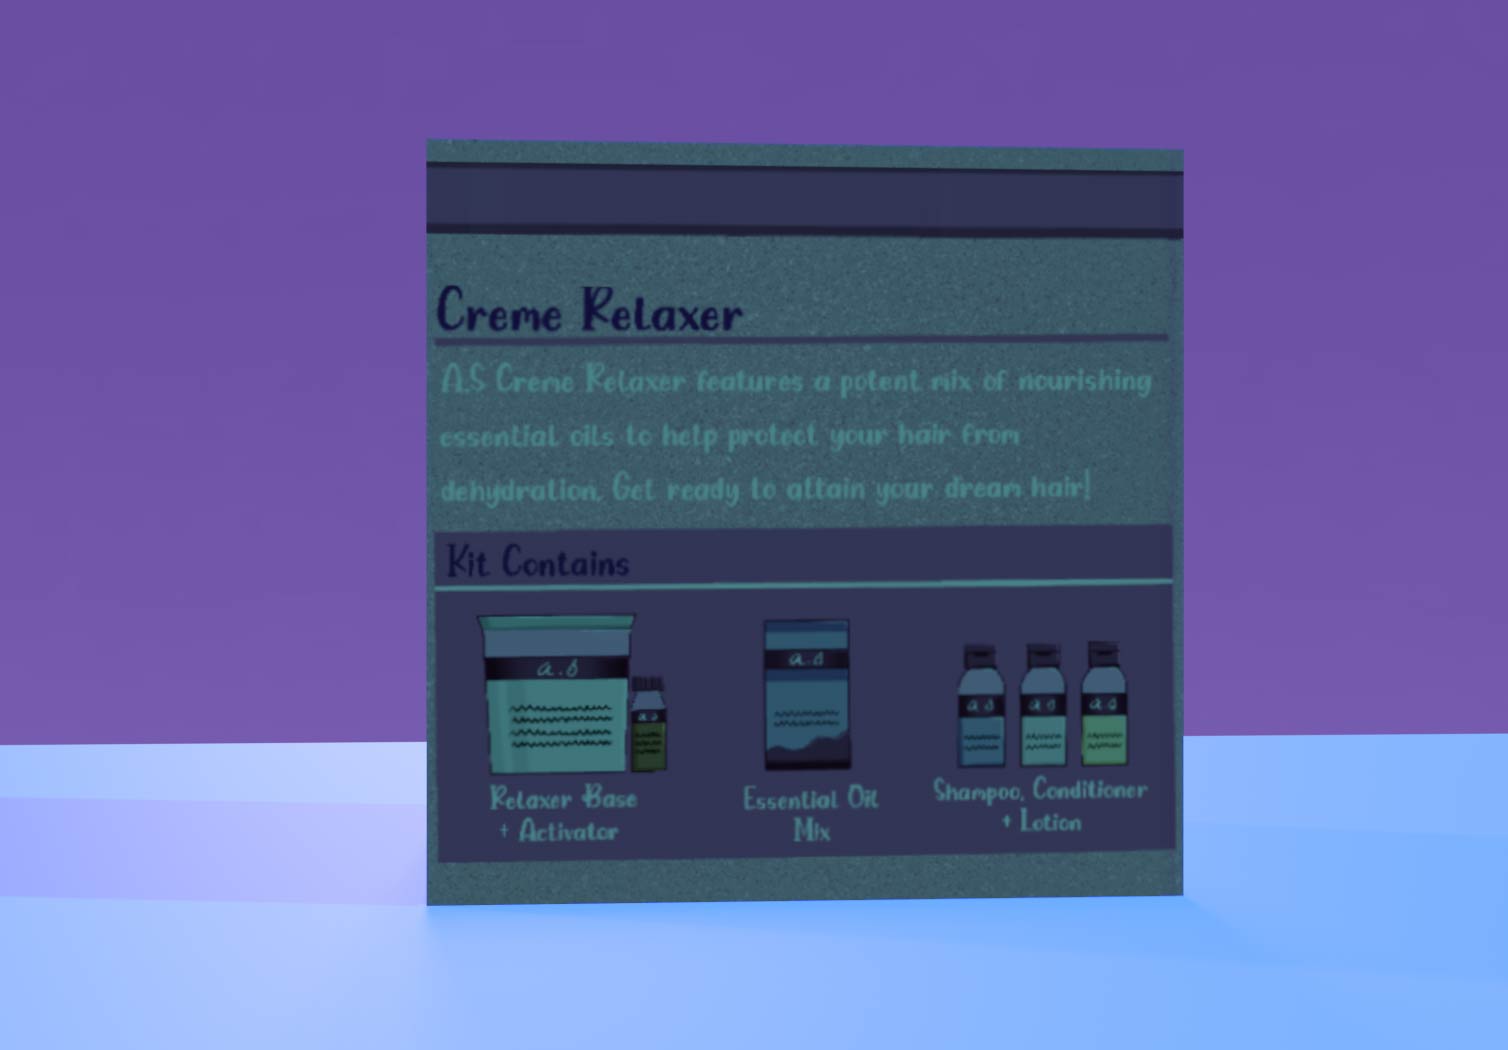 Creme Relaxer
A.S Creme Relaxer features a potent mix of nourishing
essential oils to help protect your hair from
dehydration. Get ready to attain your dream hair!
Kit Contains
a.s
a.s
a.s
a.s a.s a.s
Relaxer Base
+ Activator
Essential Oil
Mix
Shampoo, Conditioner
+ Lotion